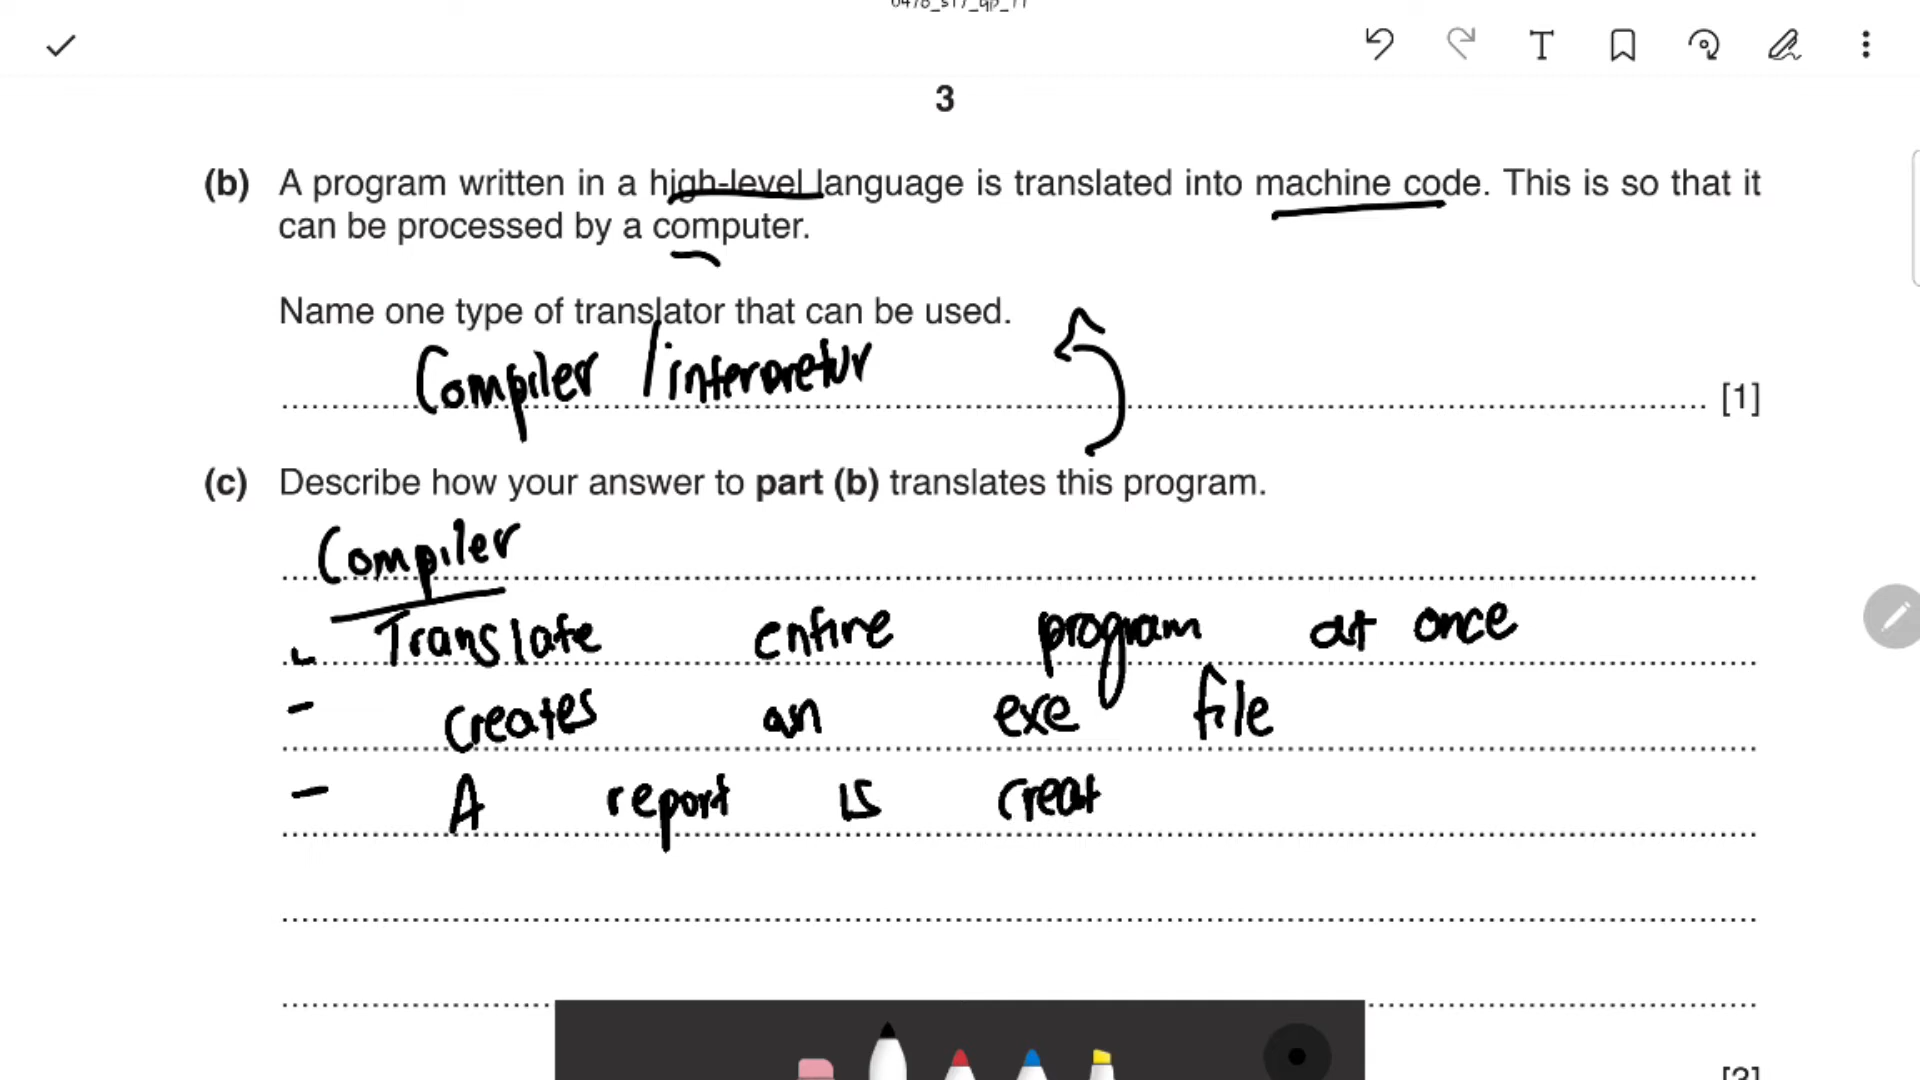 3
(b) A program written in a high-level language is translated into machine code. This is so that it
can be processed by a computer.
Name one type of translator that can be used.
Compiler / interpretur
[1]
(c) Describe how your answer to part (b) translates this program.
Compiler
Translate entire program at once
- creates an exe file
- A report is creat